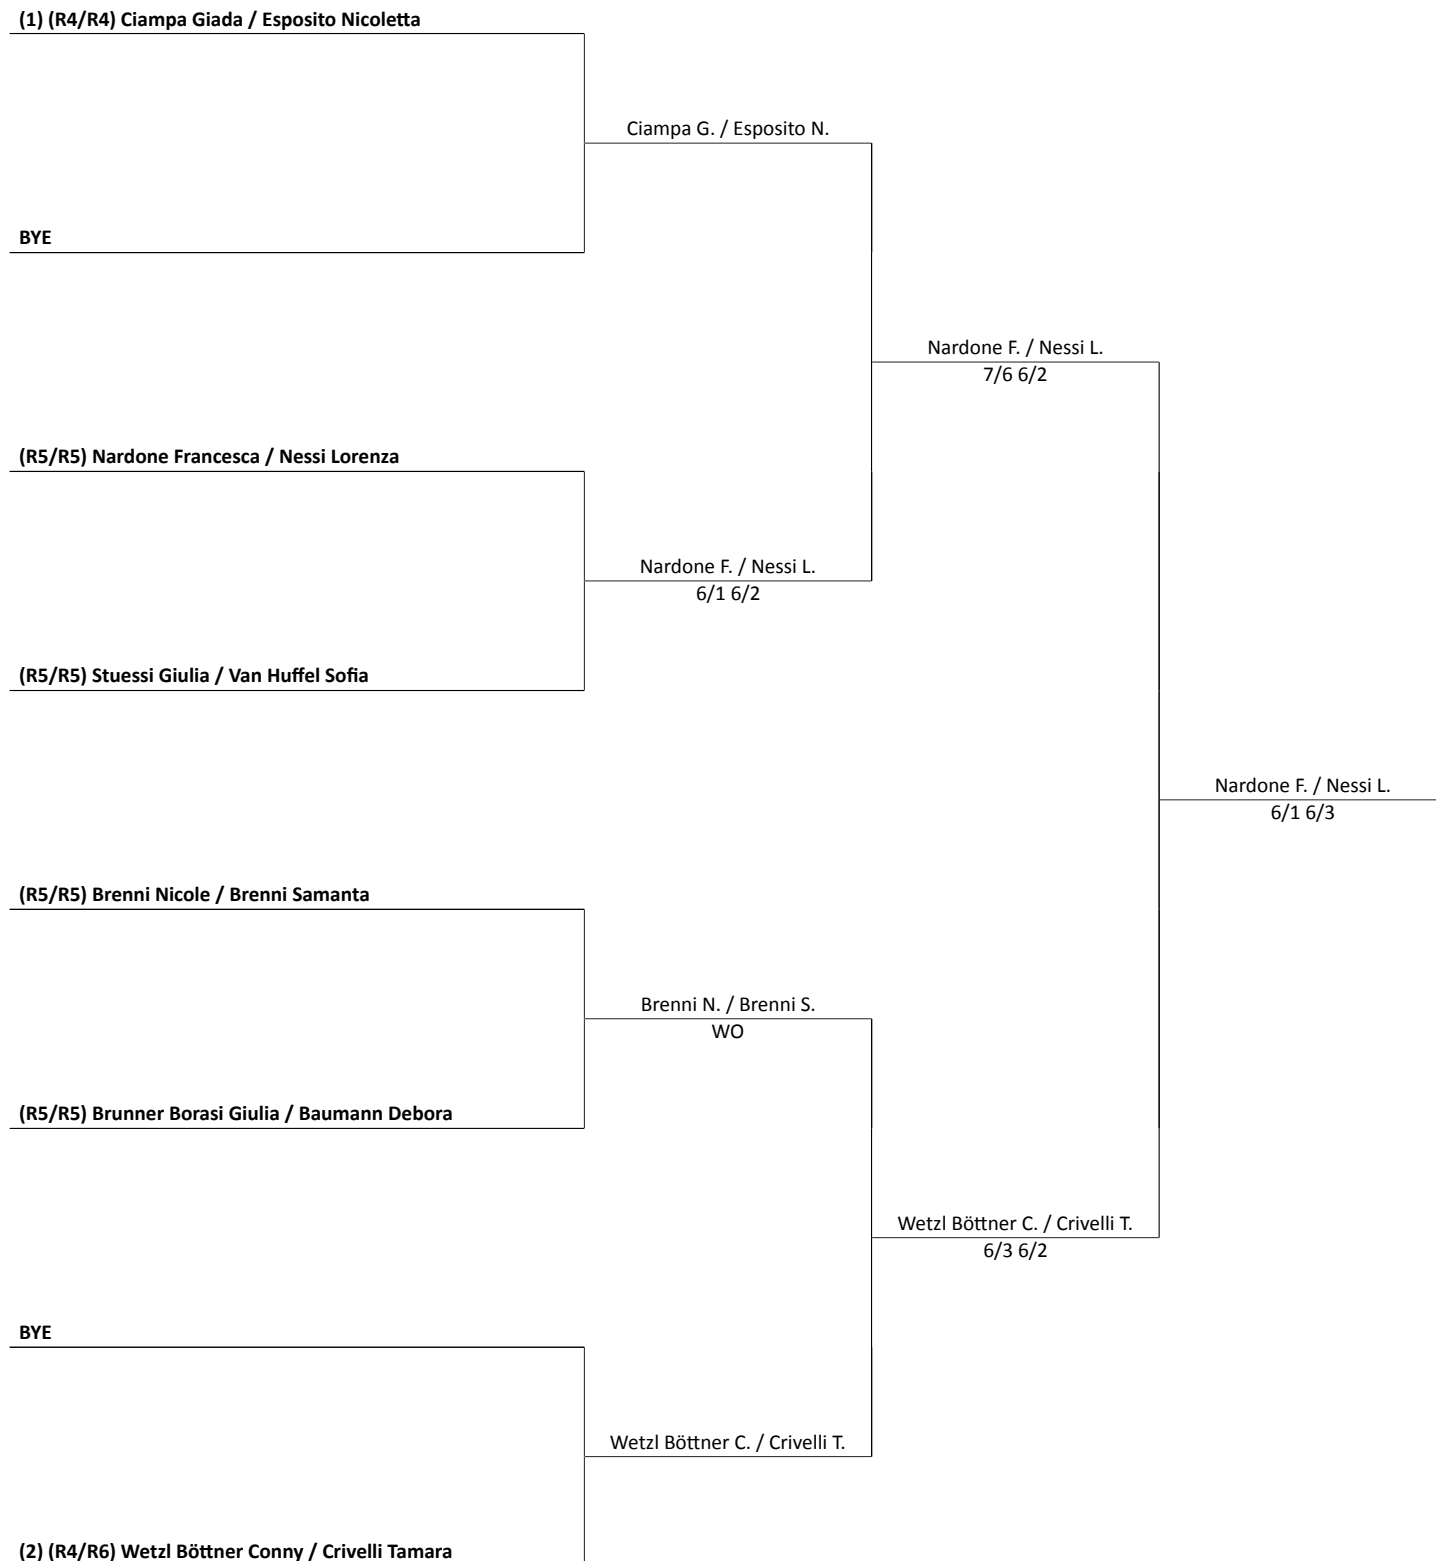 (1) (R4/R4) Ciampa Giada / Esposito Nicoletta
Ciampa G. / Esposito N.
BYE
Nardone F. / Nessi L.
7/6 6/2
(R5/R5) Nardone Francesca / Nessi Lorenza
Nardone F. / Nessi L.
6/1 6/2
(R5/R5) Stuessi Giulia / Van Huffel Sofia
Nardone F. / Nessi L.
6/1 6/3
(R5/R5) Brenni Nicole / Brenni Samanta
Brenni N. / Brenni S.
WO
(R5/R5) Brunner Borasi Giulia / Baumann Debora
Wetzl Böttner C. / Crivelli T.
6/3 6/2
BYE
Wetzl Böttner C. / Crivelli T.
(2) (R4/R6) Wetzl Böttner Conny / Crivelli Tamara